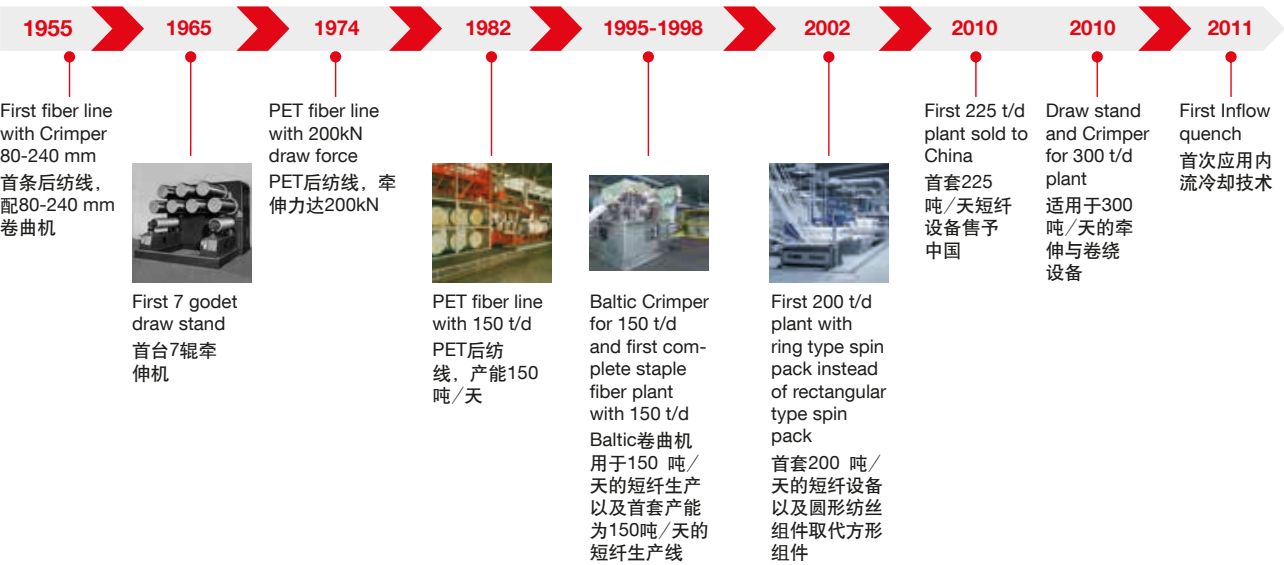 1955
1965
1974
1982
1995-1998
2002
2010
2010
2011
First fiber line
with Crimper
80-240 mm
首条后纺线，
配80-240 mm
卷曲机
First 7 godet
draw stand
首台7辊牵
伸机
PET fiber line
with 200kN
draw force
PET后纺线，牵
伸力达200kN
PET fiber line
with 150 t/d
PET后纺
线，产能150
吨/天
Baltic Crimper
for 150 t/d
and first com-
plete staple
fiber plant
with 150 t/d
Baltic卷曲机
用于150 吨/
天的短纤生产
以及首套产能
为150吨/天的
短纤生产线
First 200 t/d
plant with
ring type spin
pack instead
of rectangular
type spin
pack
首套200 吨/
天的短纤设备
以及圆形纺丝
组件取代方形
组件
First 225 t/d
plant sold to
China
首套225
吨/天短纤
设备售予
中国
Draw stand
and Crimper
for 300 t/d
plant
适用于300
吨/天的牵
伸与卷绕
设备
First Inflow
quench
首次应用内
流冷却技术